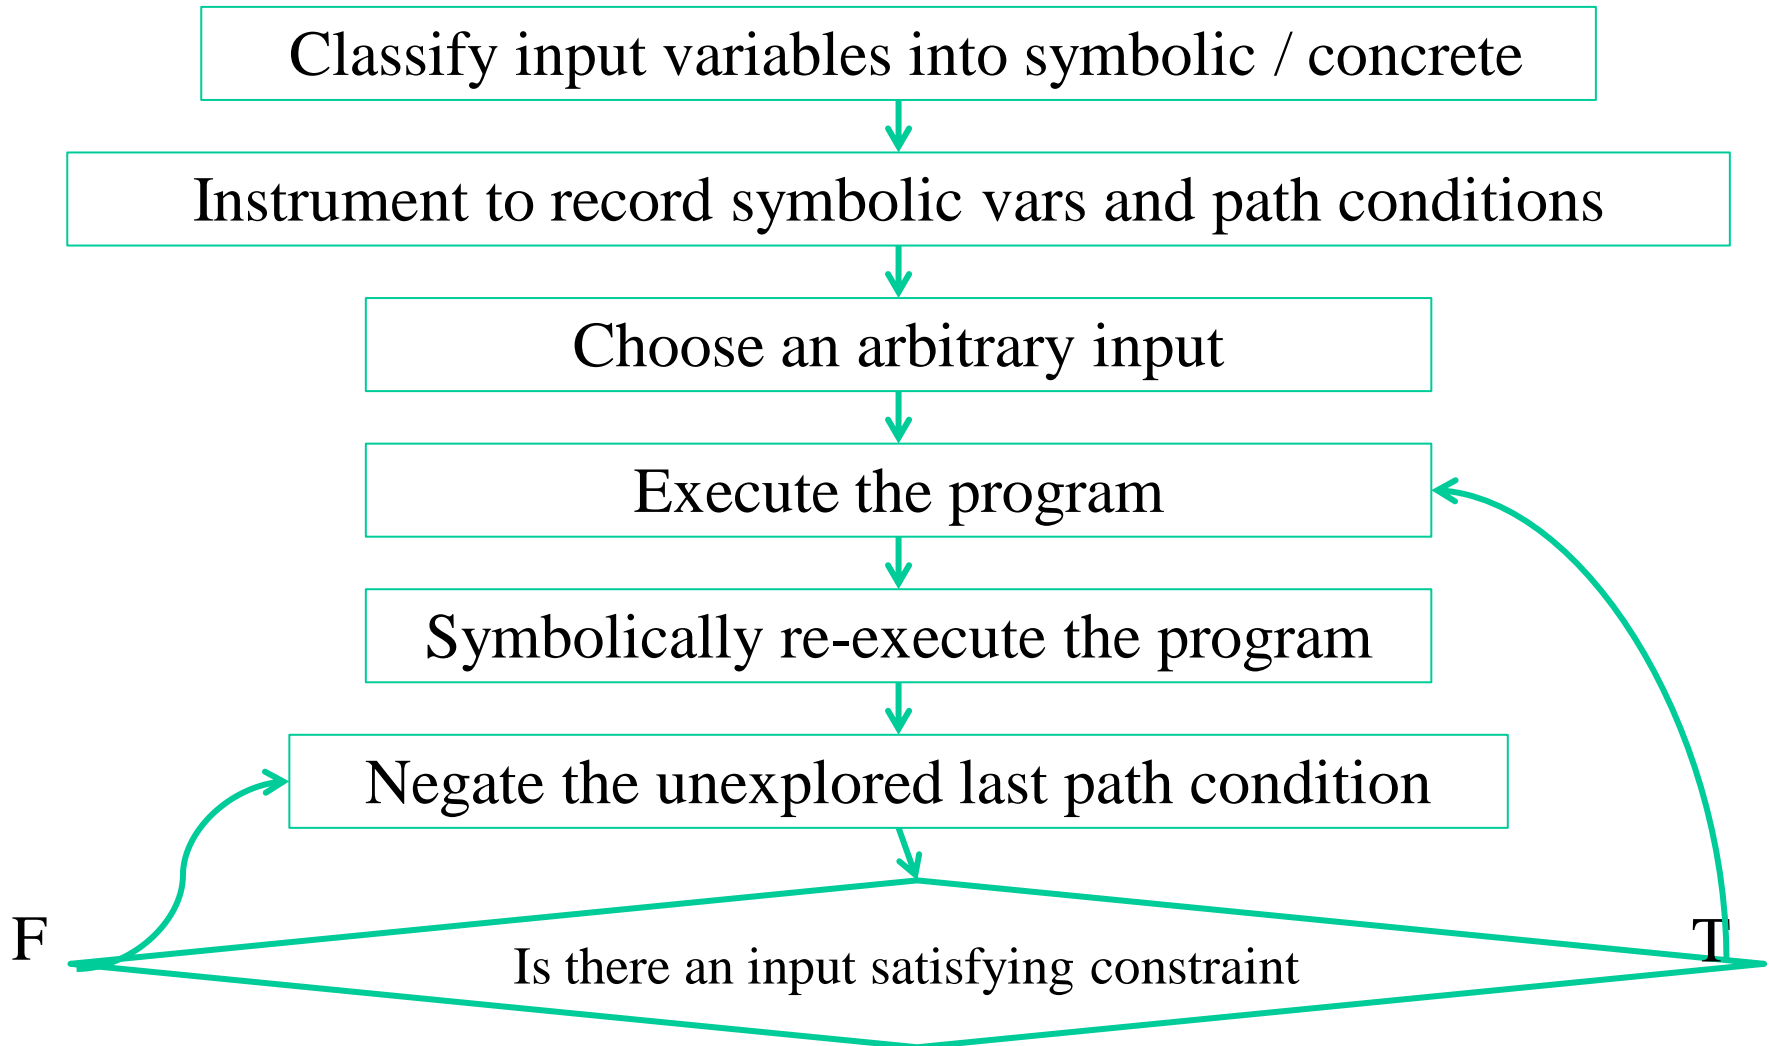 Classify input variables into symbolic / concrete
Instrument to record symbolic vars and path conditions
Choose an arbitrary input
Execute the program
Symbolically re-execute the program
Negate the unexplored last path condition
F
T
Is there an input satisfying constraint